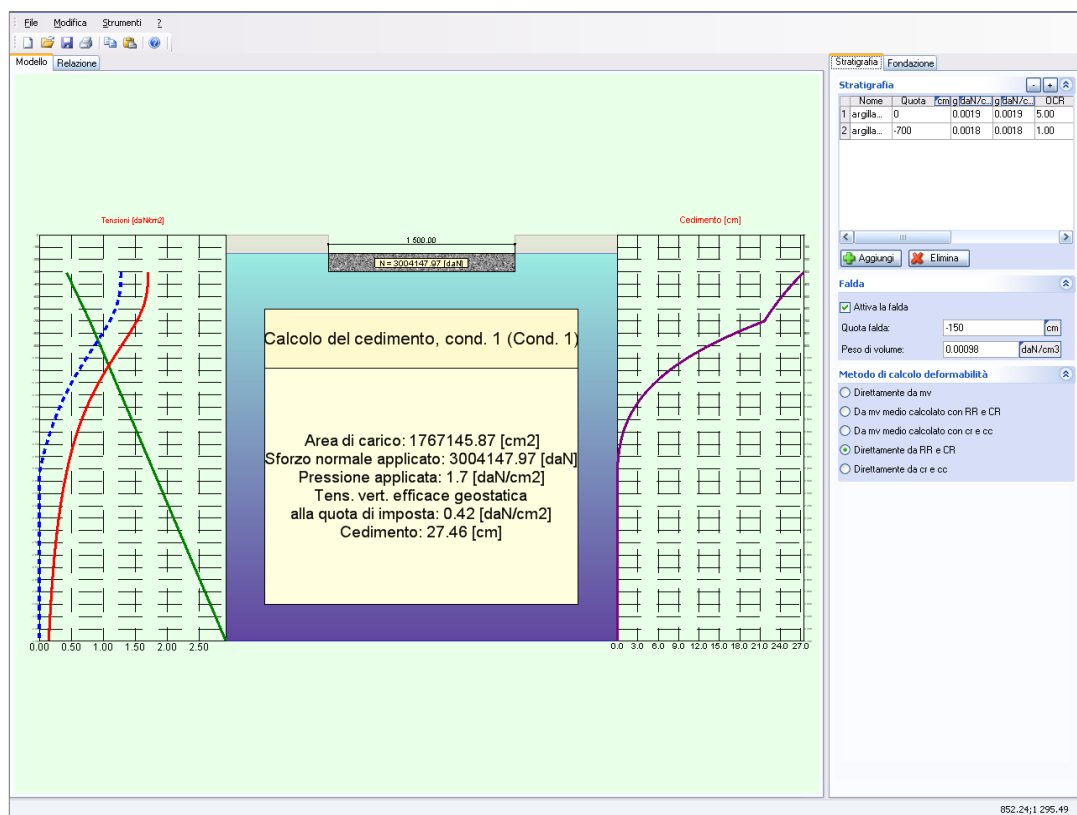 File Modifica Strumenti ?
Modello Relazione
Stratigrafia Fondazione
Stratigrafia - +
Nome Quota [cm] g[daN/c... g[daN/c... OCR
1 argilla... 0 0.0019 0.0019 5.00
2 argilla... -700 0.0018 0.0018 1.00
Aggiungi Elimina
Falda
Attiva la falda
Quota falda: -150 cm
Peso di volume: 0.00098 daN/cm3
Metodo di calcolo deformabilità
Direttamente da mv
Da mv medio calcolato con RR e CR
Da mv medio calcolato con cr e cc
Direttamente da RR e CR
Direttamente da cr e cc
Tensioni [daN/cm2]
Cedimento [cm]
1 500.00
N = 3004147.97 [daN]
Calcolo del cedimento, cond. 1 (Cond. 1)
Area di carico: 1767145.87 [cm2]
Sforzo normale applicato: 3004147.97 [daN]
Pressione applicata: 1.7 [daN/cm2]
Tens. vert. efficace geostatica
alla quota di imposta: 0.42 [daN/cm2]
Cedimento: 27.46 [cm]
0.00 0.50 1.00 1.50 2.00 2.50
0.0 3.0 6.0 9.0 12.0 15.0 18.0 21.0 24.0 27.0
852.24;1 295.49